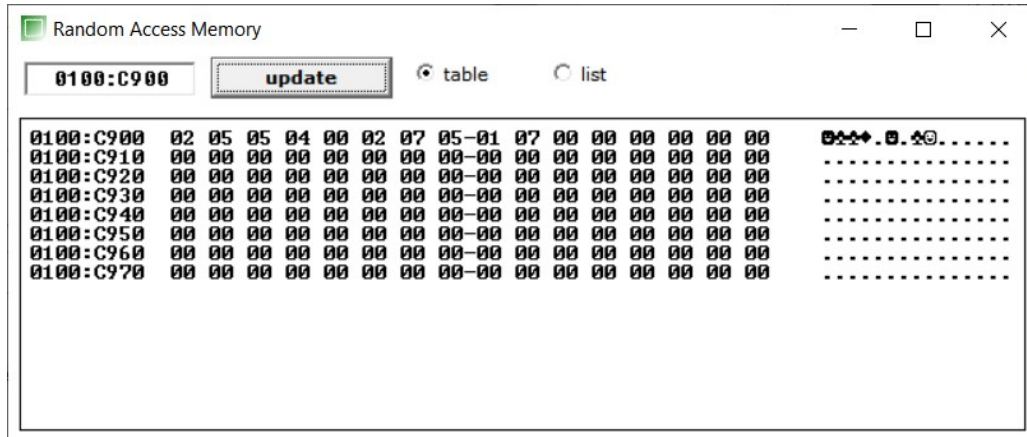 Random Access Memory
0100:C900 update table list
0100:C900 02 05 05 04 00 02 07 05-01 07 00 00 00 00 00 00 ☻♣♣♦.☻.♣☺.......
0100:C910 00 00 00 00 00 00 00 00-00 00 00 00 00 00 00 00 ................
0100:C920 00 00 00 00 00 00 00 00-00 00 00 00 00 00 00 00 ................
0100:C930 00 00 00 00 00 00 00 00-00 00 00 00 00 00 00 00 ................
0100:C940 00 00 00 00 00 00 00 00-00 00 00 00 00 00 00 00 ................
0100:C950 00 00 00 00 00 00 00 00-00 00 00 00 00 00 00 00 ................
0100:C960 00 00 00 00 00 00 00 00-00 00 00 00 00 00 00 00 ................
0100:C970 00 00 00 00 00 00 00 00-00 00 00 00 00 00 00 00 ................